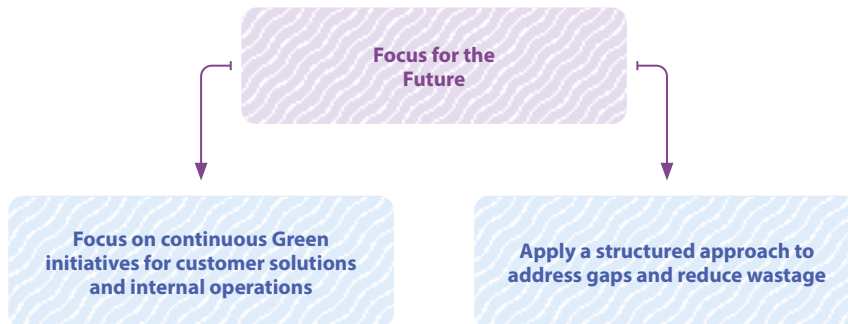 Focus for the
Future
Focus on continuous Green
initiatives for customer solutions
and internal operations
Apply a structured approach to
address gaps and reduce wastage